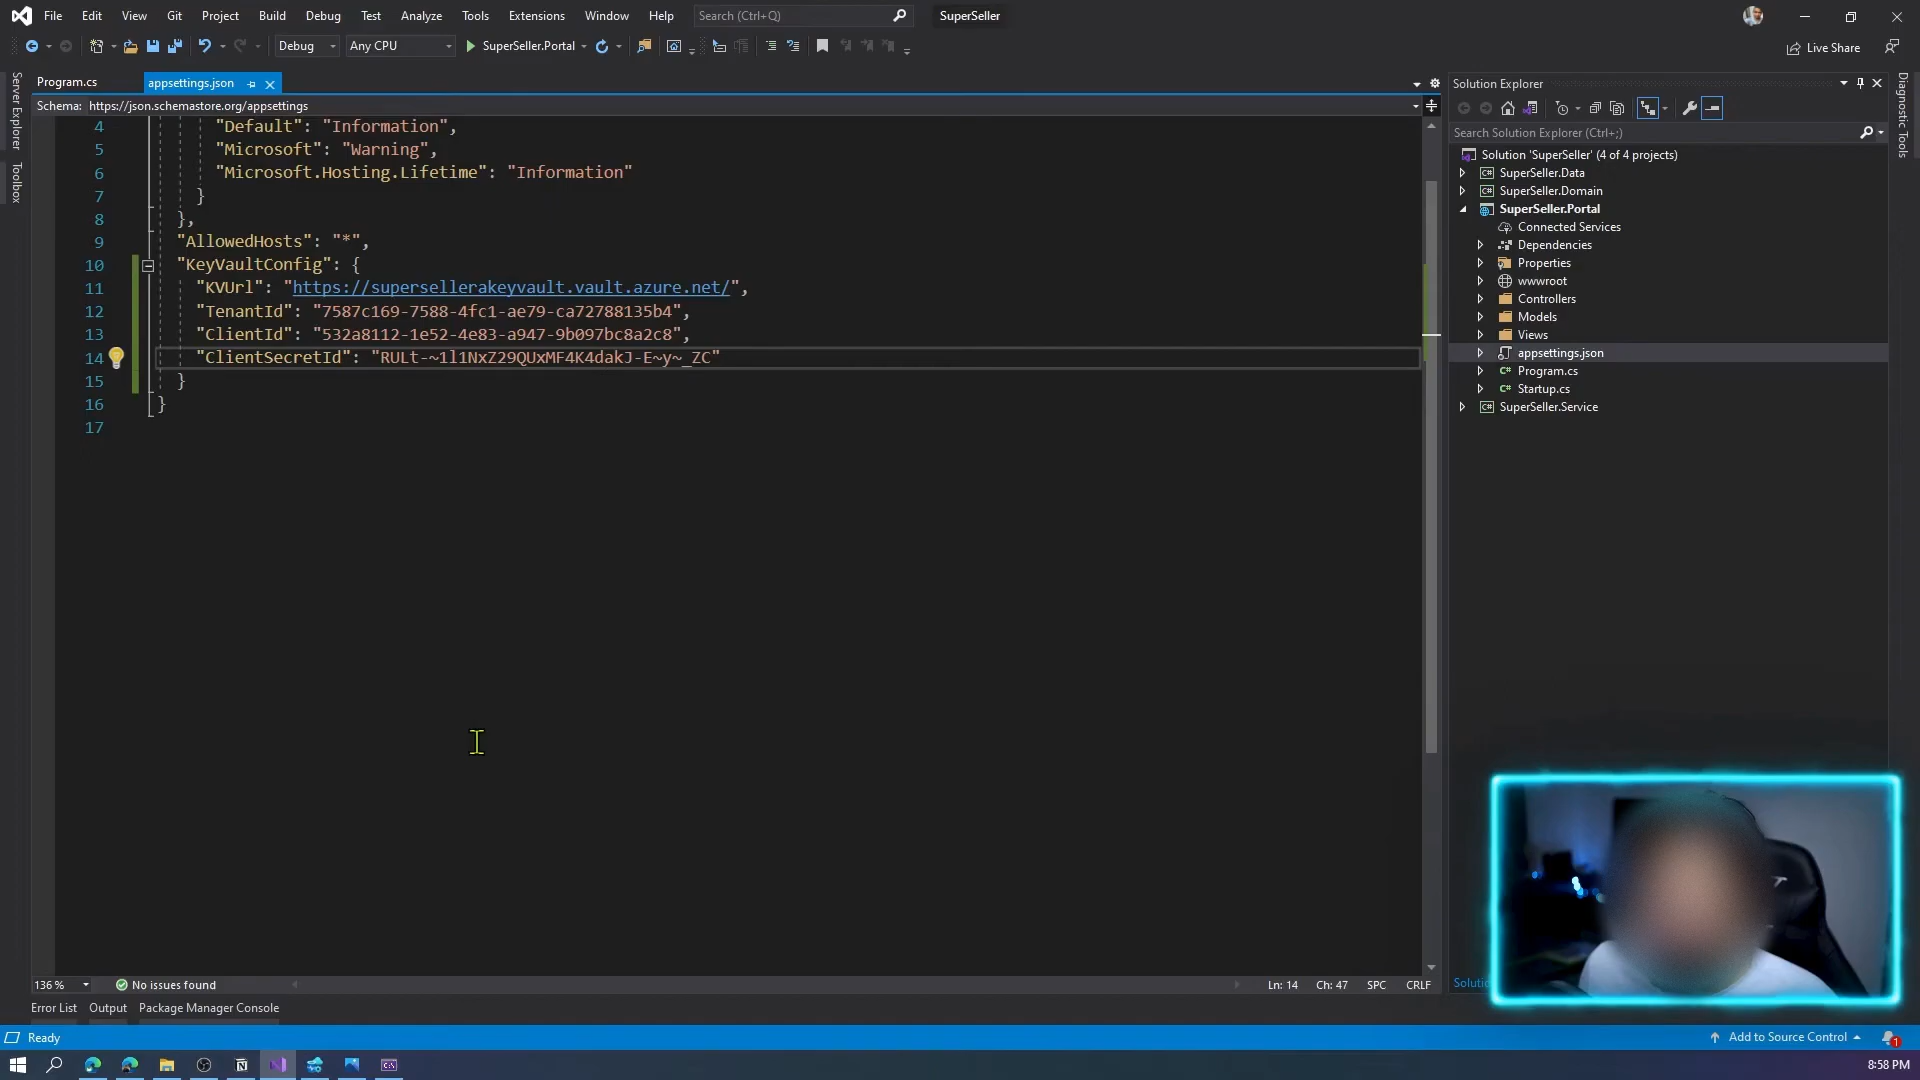 File Edit View Git Project Build Debug Test Analyze Tools Extensions Window Help Search (Ctrl+Q) SuperSeller
Debug Any CPU SuperSeller.Portal Live Share
Program.cs appsettings.json
Schema: https://json.schemastore.org/appsettings
4 "Default": "Information",
5 "Microsoft": "Warning",
6 "Microsoft.Hosting.Lifetime": "Information"
7 }
8 },
9 "AllowedHosts": "*",
10 "KeyVaultConfig": {
11 "KVUrl": "https://supersellerakeyvault.vault.azure.net/",
12 "TenantId": "7587c169-7588-4fc1-ae79-ca72788135b4",
13 "ClientId": "532a8112-1e52-4e83-a947-9b097bc8a2c8",
14 "ClientSecretId": "RULt-~1l1NxZ29QUxMF4K4dakJ-E~y~_ZC"
15 }
16 }
17
Server Explorer
Toolbox
Solution Explorer
Search Solution Explorer (Ctrl+;)
Solution 'SuperSeller' (4 of 4 projects)
SuperSeller.Data
SuperSeller.Domain
SuperSeller.Portal
Connected Services
Dependencies
Properties
wwwroot
Controllers
Models
Views
appsettings.json
Program.cs
Startup.cs
SuperSeller.Service
Diagnostic Tools
136 % No issues found Ln: 14 Ch: 47 SPC CRLF
Error List Output Package Manager Console
Ready Add to Source Control 1
8:58 PM